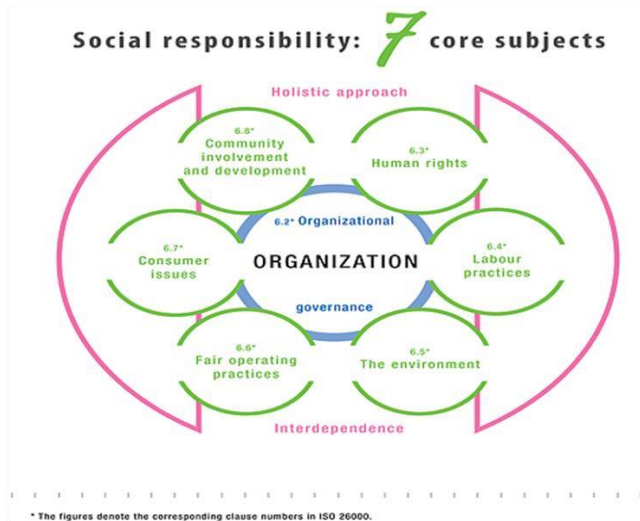 Social responsibility: 7 core subjects
Holistic approach
6.8*
Community
involvement
and development
6.3*
Human rights
6.2* Organizational
ORGANIZATION
governance
6.7*
Consumer
issues
6.4*
Labour
practices
6.6*
Fair operating
practices
6.5*
The environment
Interdependence
* The figures denote the corresponding clause numbers in ISO 26000.